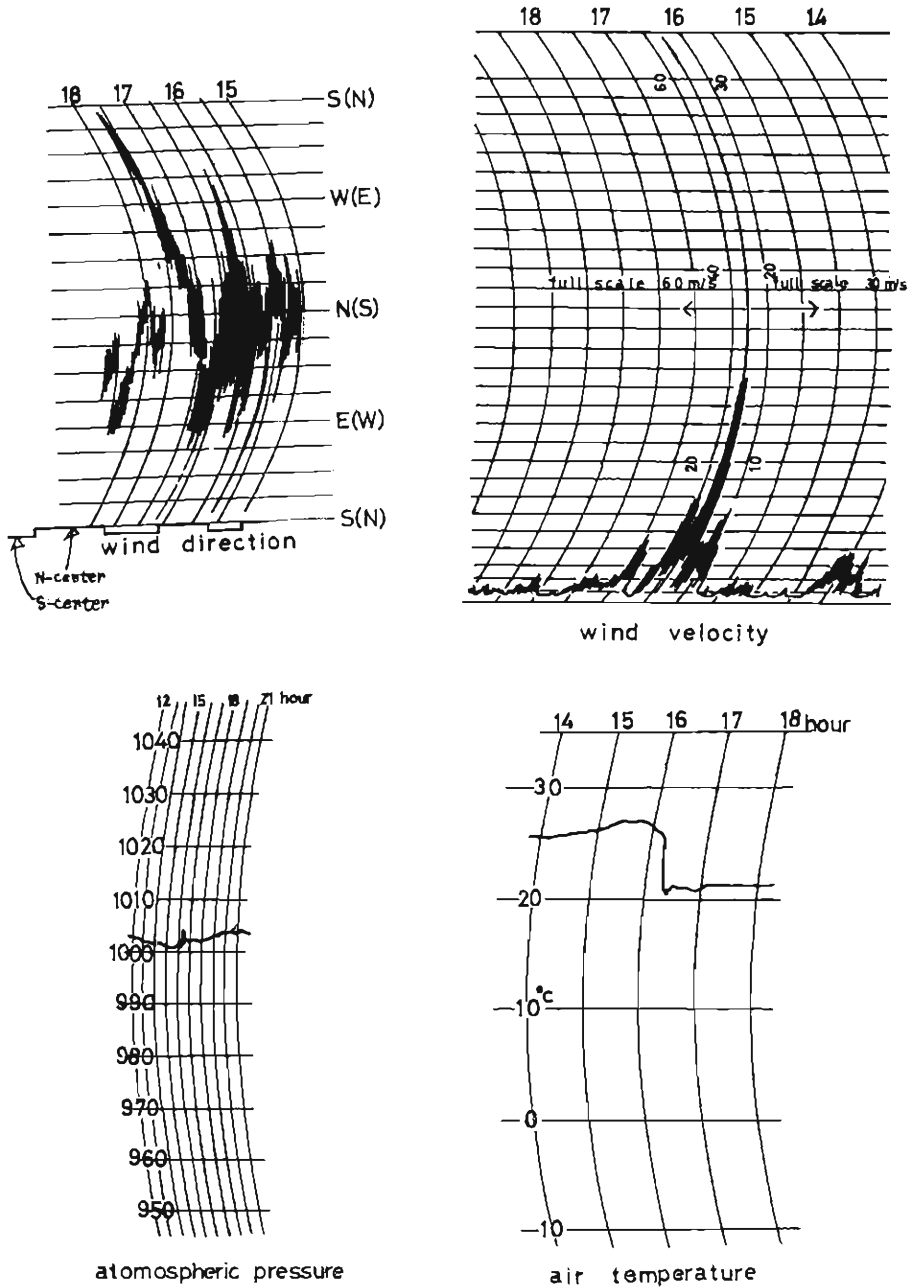 18 17 16 15
S(N)
W(E)
N(S)
E(W)
S(N)
wind direction
N-center
S-center
18 17 16 15 14
60 30
40 20
full scale 60 m/s full scale 30 m/s
20 10
wind velocity
12 15 18 21 hour
1040
1030
1020
1010
1000
990
980
970
960
950
atomospheric pressure
14 15 16 17 18 hour
30
20
10°C
0
-10
air temperature